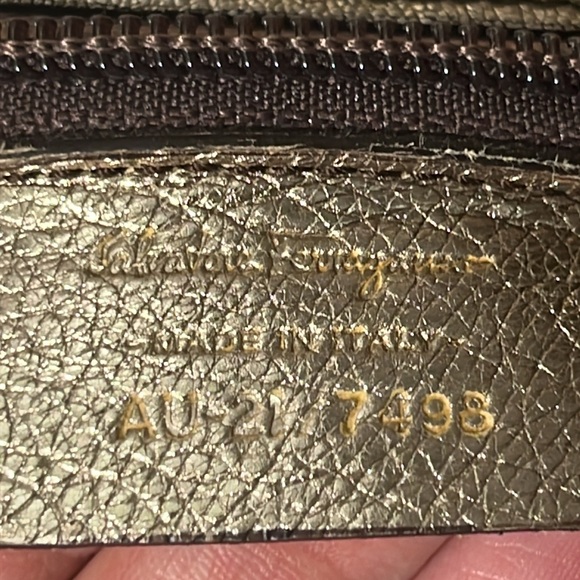 Salvatore Ferragamo
-MADE IN ITALY-
AU-21 7498